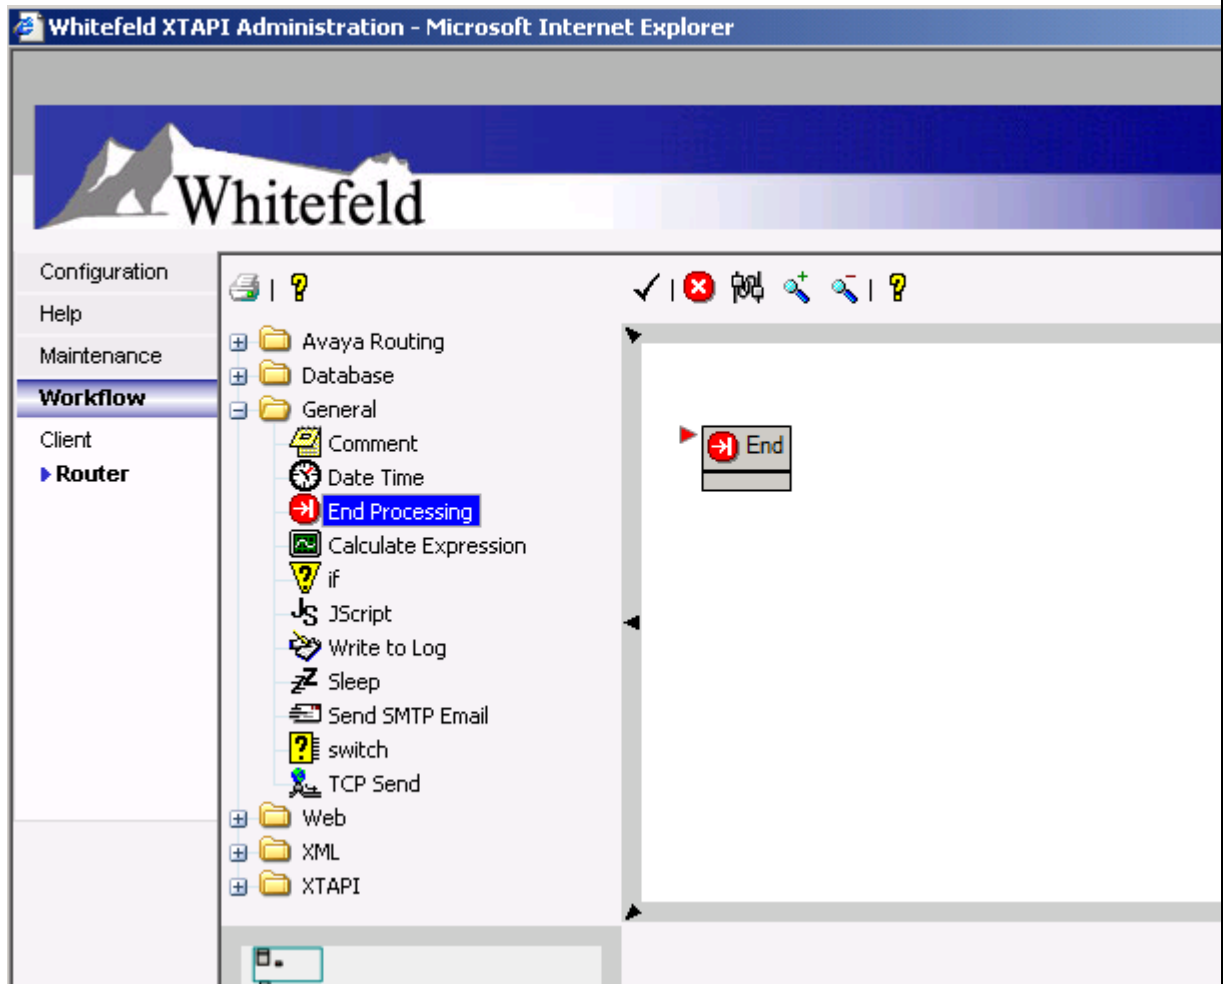 Whitefeld XTAPI Administration - Microsoft Internet Explorer
Whitefeld
Configuration
Help
Maintenance
Workflow
Client
Router
Avaya Routing
Database
General
Comment
Date Time
End Processing
Calculate Expression
if
JScript
Write to Log
Sleep
Send SMTP Email
switch
TCP Send
Web
XML
XTAPI
End